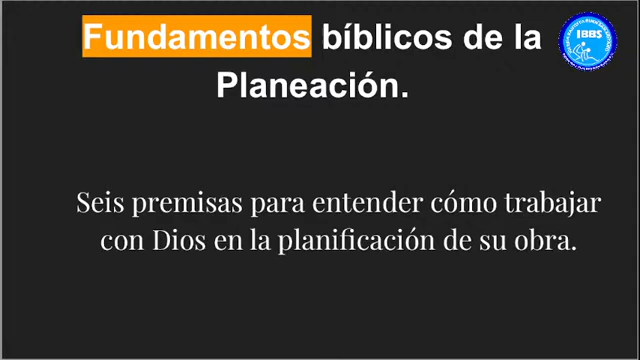 Fundamentos bíblicos de la
Planeación.
IBBS
Seis premisas para entender cómo trabajar
con Dios en la planificación de su obra.